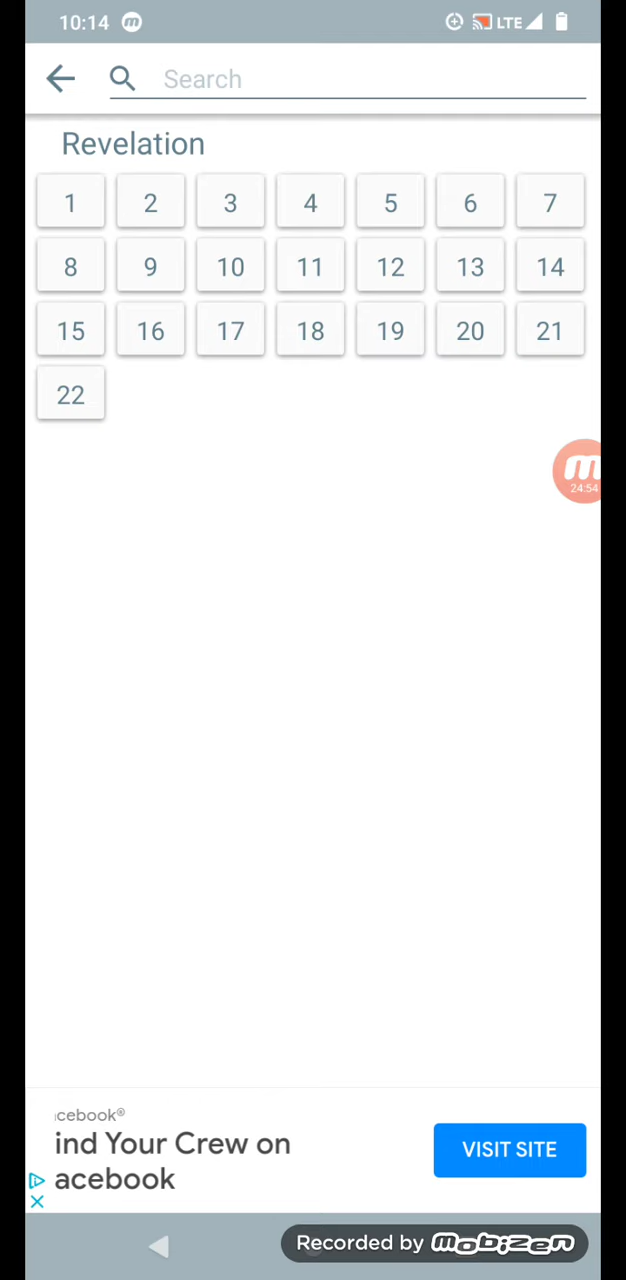 10:14 m LTE
Search
Revelation
1 2 3 4 5 6 7
8 9 10 11 12 13 14
15 16 17 18 19 20 21
22
m
24:54
cebook®
ind Your Crew on
acebook
VISIT SITE
Recorded by mobizen